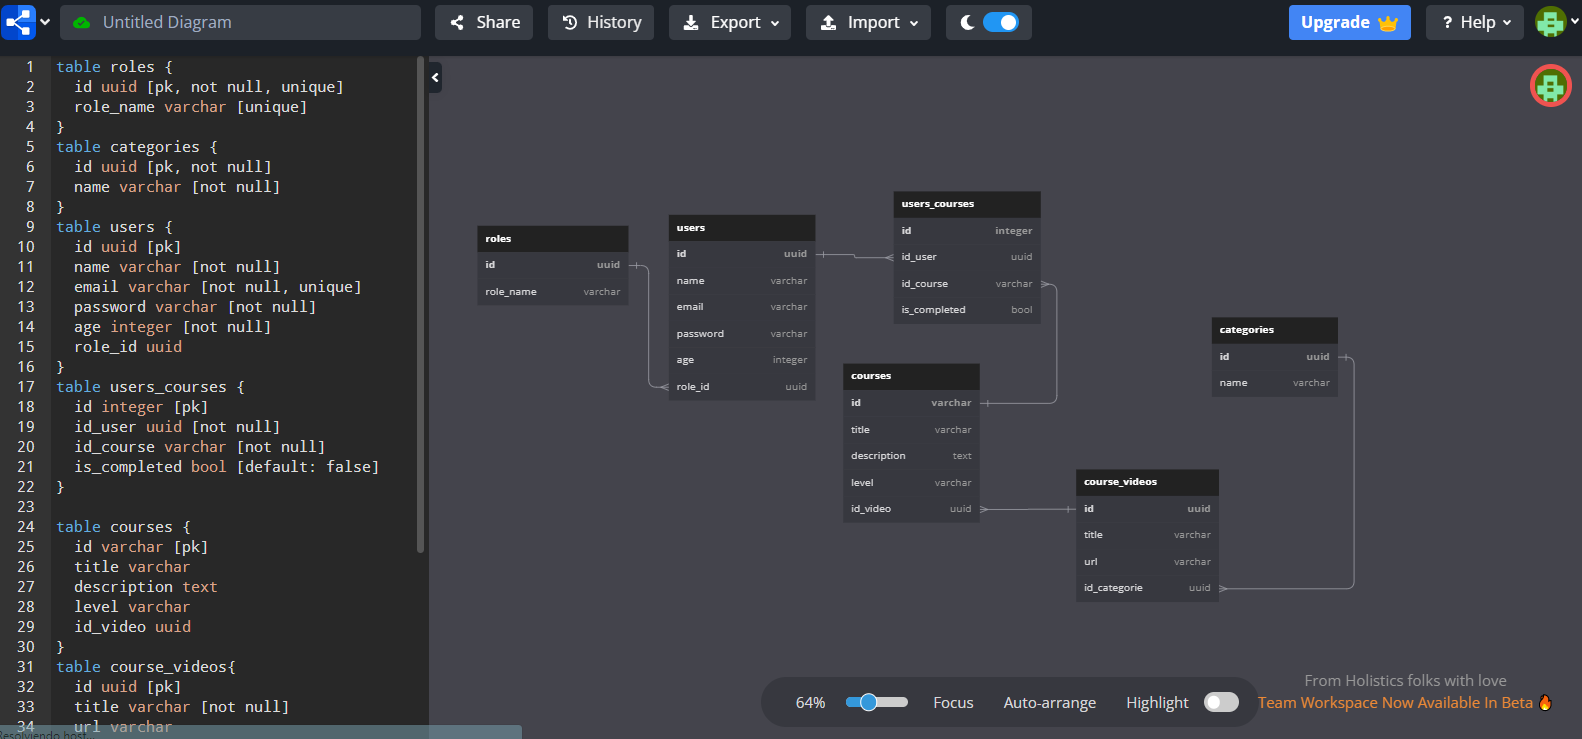 Untitled Diagram
Share
History
Export
Import
Upgrade
? Help
1 table roles {
2 id uuid [pk, not null, unique]
3 role_name varchar [unique]
4 }
5 table categories {
6 id uuid [pk, not null]
7 name varchar [not null]
8 }
9 table users {
10 id uuid [pk]
11 name varchar [not null]
12 email varchar [not null, unique]
13 password varchar [not null]
14 age integer [not null]
15 role_id uuid
16 }
17 table users_courses {
18 id integer [pk]
19 id_user uuid [not null]
20 id_course varchar [not null]
21 is_completed bool [default: false]
22 }
23
24 table courses {
25 id varchar [pk]
26 title varchar
27 description text
28 level varchar
29 id_video uuid
30 }
31 table course_videos{
32 id uuid [pk]
33 title varchar [not null]
34 url varchar
Resolviendo host...
roles
id uuid
role_name varchar
users
id uuid
name varchar
email varchar
password varchar
age integer
role_id uuid
users_courses
id integer
id_user uuid
id_course varchar
is_completed bool
courses
id varchar
title varchar
description text
level varchar
id_video uuid
categories
id uuid
name varchar
course_videos
id uuid
title varchar
url varchar
id_categorie uuid
64%
Focus
Auto-arrange
Highlight
From Holistics folks with love
Team Workspace Now Available In Beta 🔥